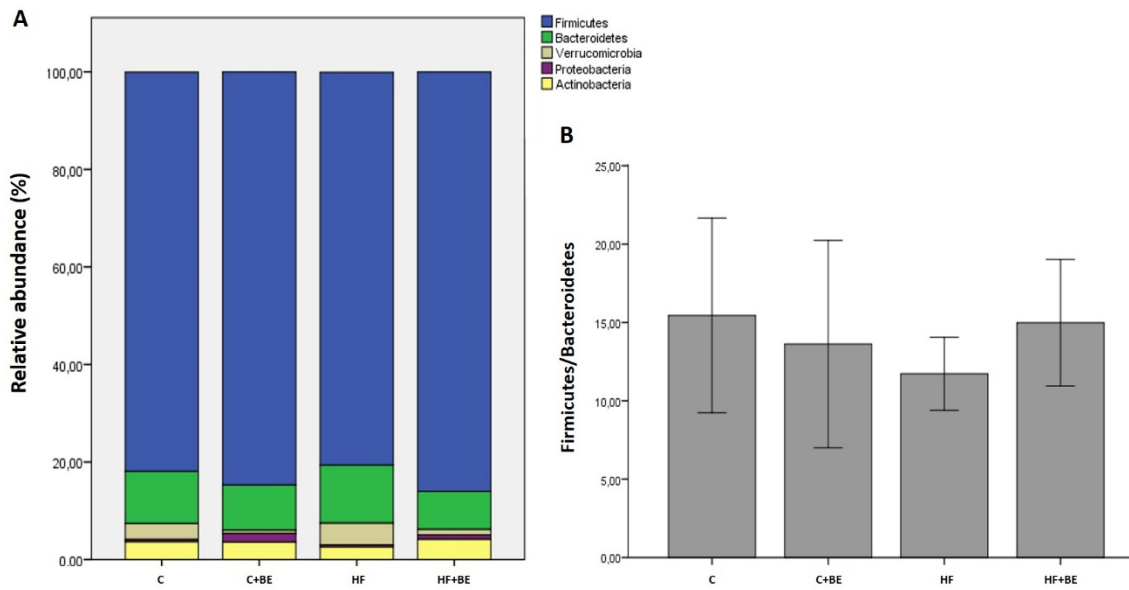 A
Firmicutes
Bacteroidetes
Verrucomicrobia
Proteobacteria
Actinobacteria
Relative abundance (%)
100,00
80,00
60,00
40,00
20,00
0.00
C
C+BE
HF
HF+BE
B
Firmicutes/Bacteroidetes
25,00
20,00
15,00
10,00
5,00
0,00
C
C+BE
HF
HF+BE